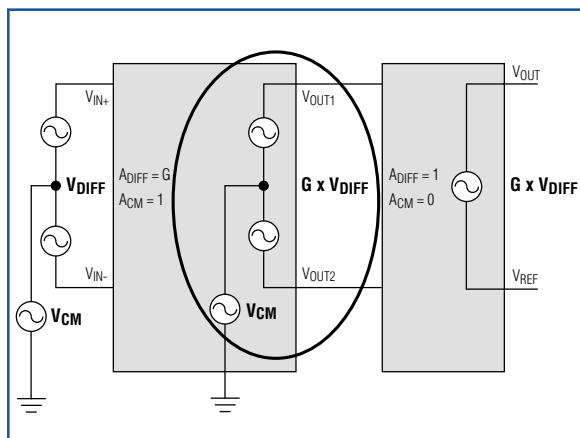 V_IN+
V_DIFF
V_IN-
V_CM
A_DIFF = G
A_CM = 1
V_OUT1
G x V_DIFF
V_OUT2
V_CM
A_DIFF = 1
A_CM = 0
V_OUT
G x V_DIFF
V_REF